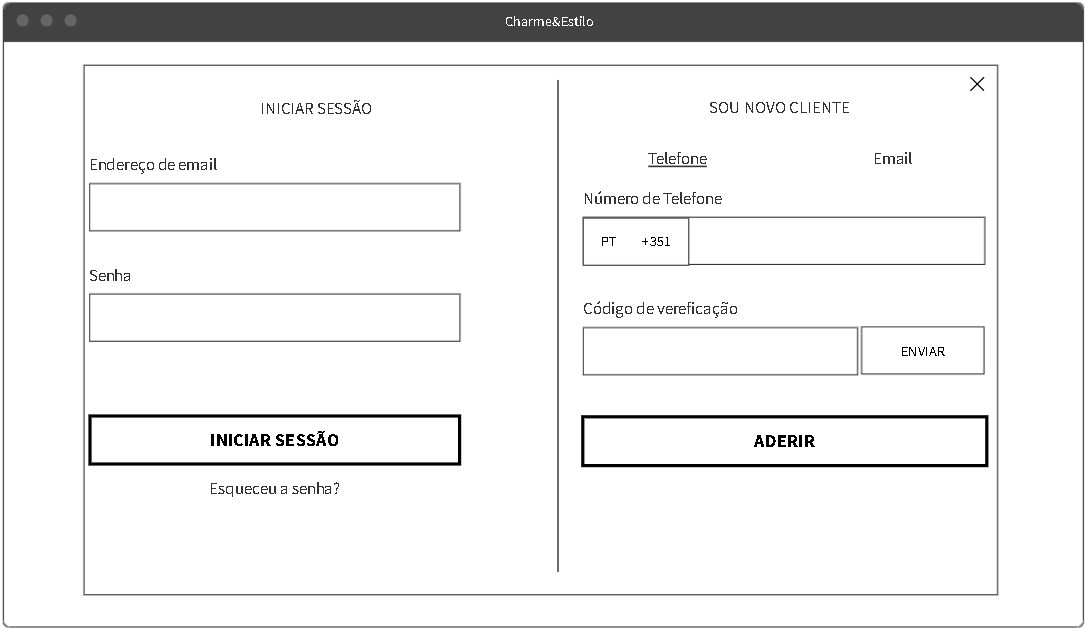 Charme&Estilo
INICIAR SESSÃO
Endereço de email
Senha
INICIAR SESSÃO
Esqueceu a senha?
SOU NOVO CLIENTE
Telefone Email
Número de Telefone
PT +351
Código de vereficação
ENVIAR
ADERIR